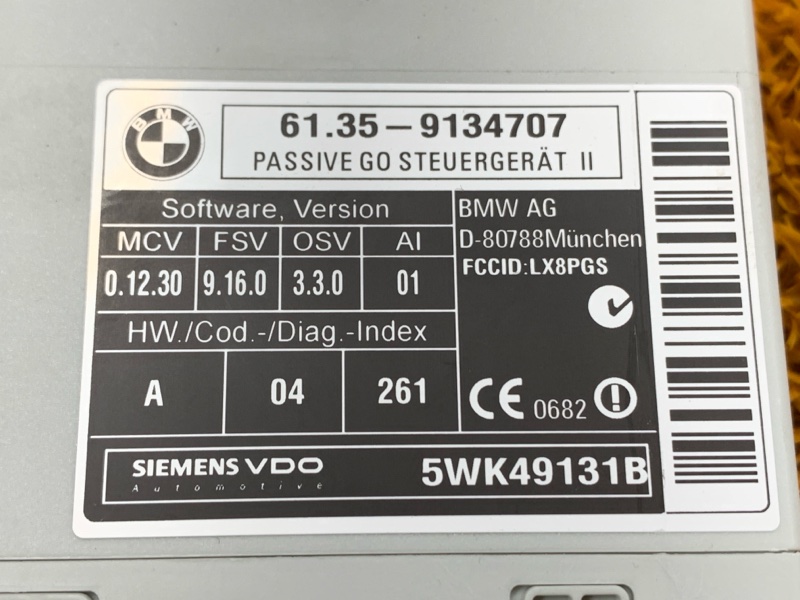 BMW
61.35-9134707
PASSIVE GO STEUERGERÄT II
Software, Version
MCV FSV OSV AI
0.12.30 9.16.0 3.3.0 01
HW./Cod.-/Diag.-Index
A 04 261
BMW AG
D-80788München
FCCID:LX8PGS
CE 0682
SIEMENS VDO
Automotive
5WK49131B